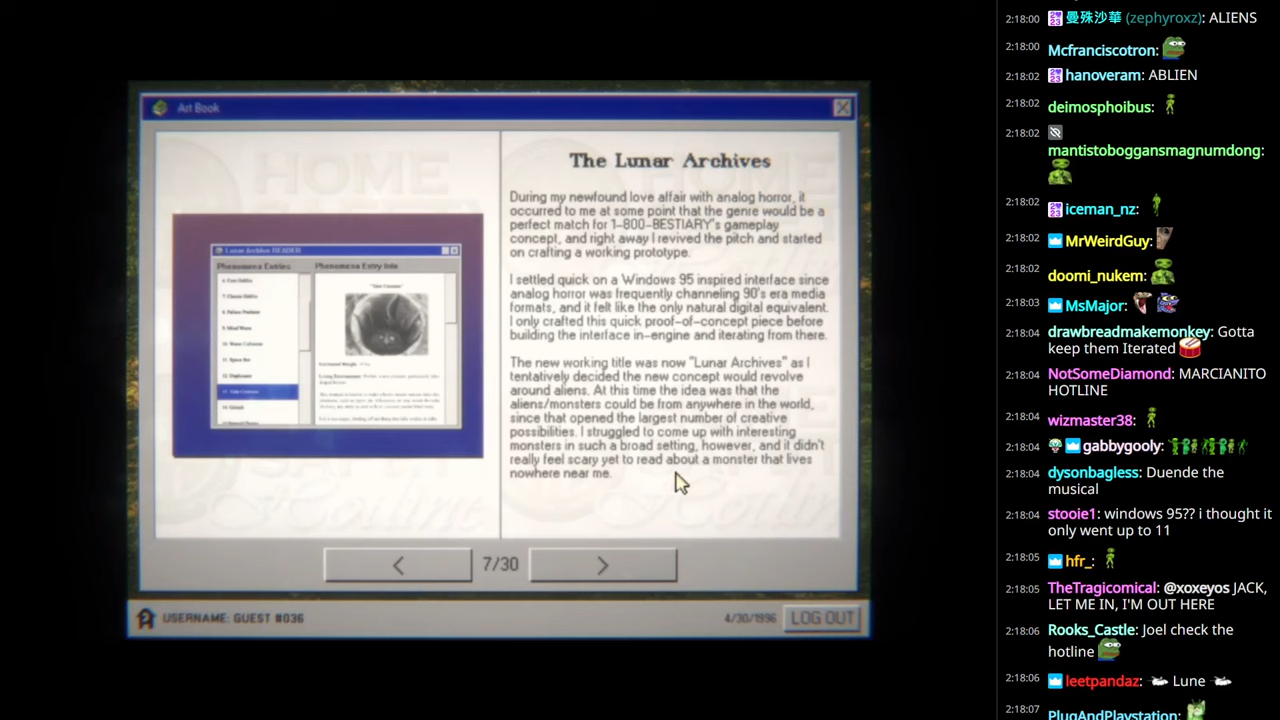 Art Book
HOME
Lunar Archive READER
Phenomena Entries
Phenomena Entry Info
The Lunar Archives
During my newfound love affair with analog horror, it
occurred to me at some point that the genre would be a
perfect match for 1-800-BESTIARY's gameplay
concept, and right away I revived the pitch and started
on crafting a working prototype.
I settled quick on a Windows 95 inspired interface since
analog horror was frequently channeling 90's era media
formats, and it felt like the only natural digital equivalent.
I only crafted this quick proof-of-concept piece before
building the interface in-engine and iterating from there.
The new working title was now "Lunar Archives" as I
tentatively decided the new concept would revolve
around aliens. At this time the idea was that the
aliens/monsters could be from anywhere in the world,
since that opened the largest number of creative
possibilities. I struggled to come up with interesting
monsters in such a broad setting, however, and it didn't
really feel scary yet to read about a monster that lives
nowhere near me.
< 7/30 >
USERNAME: GUEST #036
4/30/1996
LOG OUT
2:18:00 曼殊沙華 (zephyroxz): ALIENS
2:18:00 Mcfranciscotron:
2:18:02 hanoveram: ABLIEN
2:18:02 deimosphoibus:
2:18:02
mantistoboggansmagnumdong:
2:18:02 iceman_nz:
2:18:02 MrWeirdGuy:
2:18:02 doomi_nukem:
2:18:03 MsMajor:
2:18:04 drawbreadmakemonkey: Gotta
keep them Iterated
2:18:04 NotSomeDiamond: MARCIANITO
HOTLINE
2:18:04 wizmaster38:
2:18:04 gabbygooly:
2:18:04 dysonbagless: Duende the
musical
2:18:04 stooie1: windows 95?? i thought it
only went up to 11
2:18:05 hfr_:
2:18:05 TheTragicomical: @xoxeyos JACK,
LET ME IN, I'M OUT HERE
2:18:06 Rooks_Castle: Joel check the
hotline
2:18:06 leetpandaz: Lune
2:18:07 PlugAndPlaystation: